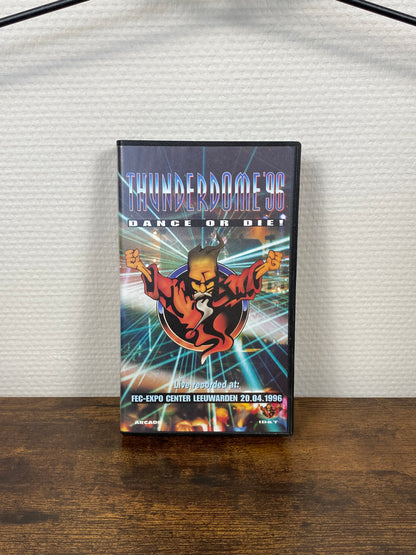 THUNDERDOME'96
DANCE OR DIE!
Live recorded at:
FEC-EXPO CENTER LEEUWARDEN 20.04.1996
ARCADE
ID&T